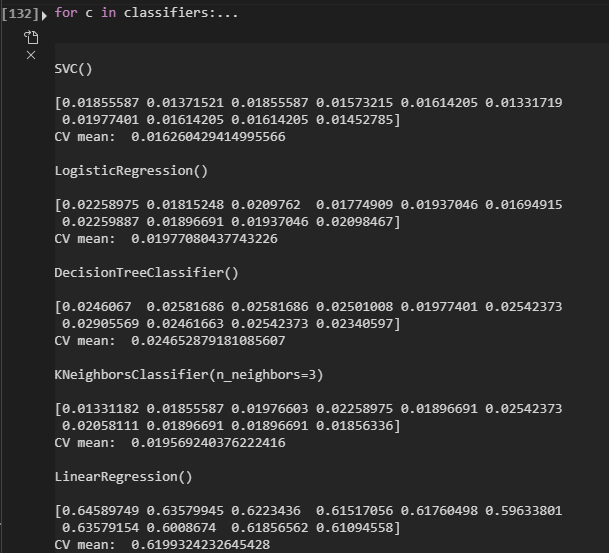 [132] for c in classifiers:...
SVC()
[0.01855587 0.01371521 0.01855587 0.01573215 0.01614205 0.01331719
0.01977401 0.01614205 0.01614205 0.01452785]
CV mean:  0.016260429414995566
LogisticRegression()
[0.02258975 0.01815248 0.0209762  0.01774909 0.01937046 0.01694915
0.02259887 0.01896691 0.01937046 0.02098467]
CV mean:  0.01977080437743226
DecisionTreeClassifier()
[0.0246067  0.02581686 0.02581686 0.02501008 0.01977401 0.02542373
0.02905569 0.02461663 0.02542373 0.02340597]
CV mean:  0.024652879181085607
KNeighborsClassifier(n_neighbors=3)
[0.01331182 0.01855587 0.01976603 0.02258975 0.01896691 0.02542373
0.02058111 0.01896691 0.01896691 0.01856336]
CV mean:  0.019569240376222416
LinearRegression()
[0.64589749 0.63579945 0.6223436  0.61517056 0.61760498 0.59633801
0.63579154 0.6008674  0.61856562 0.61094558]
CV mean:  0.6199324232645428